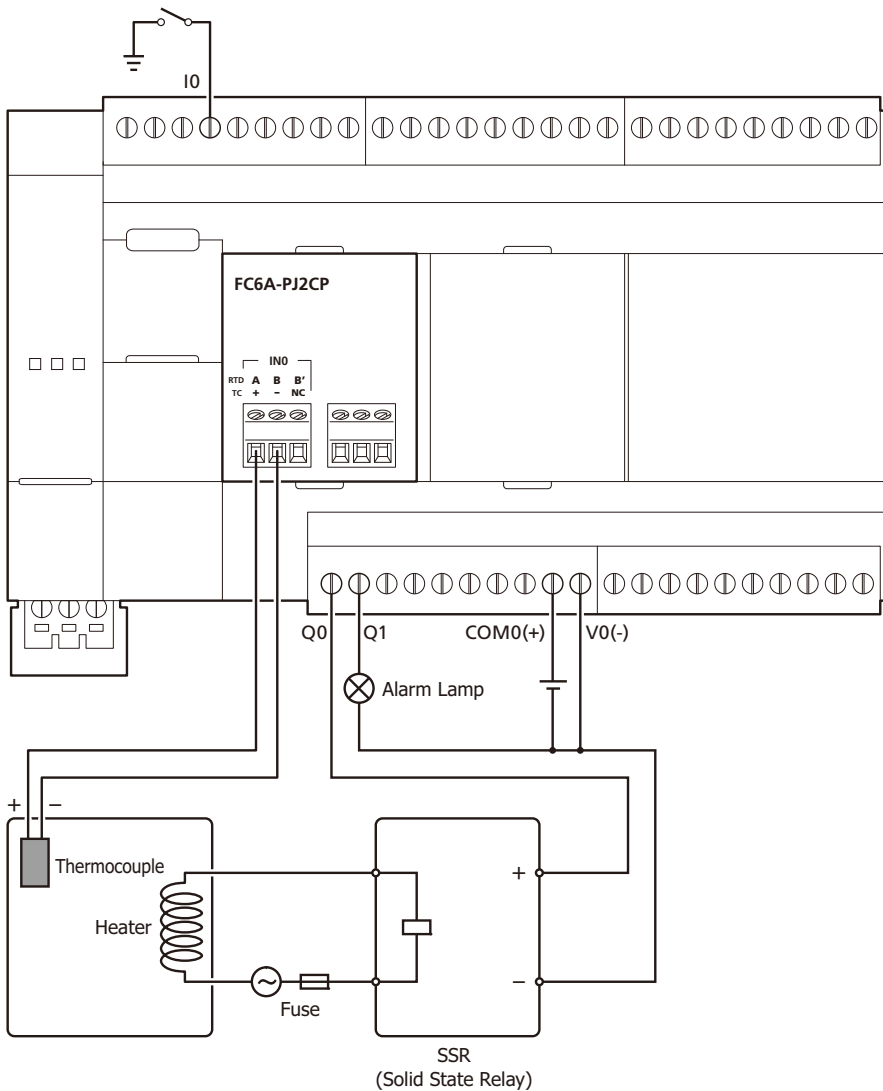 I0
FC6A-PJ2CP
IN0
RTD A B B'
TC + − NC
Q0 Q1 COM0(+) V0(-)
Alarm Lamp
+ −
Thermocouple
+
Heater
−
Fuse
SSR
(Solid State Relay)